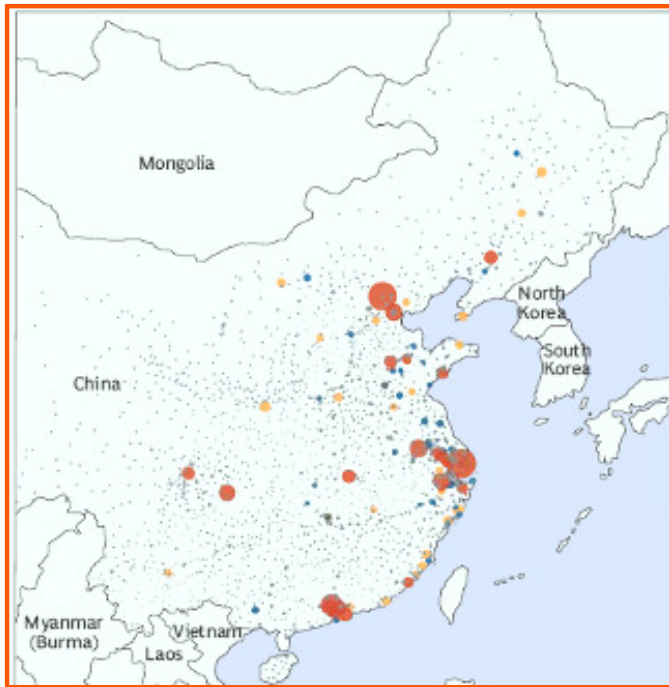 Mongolia
North
Korea
South
Korea
China
Myanmar
(Burma)
Vietnam
Laos